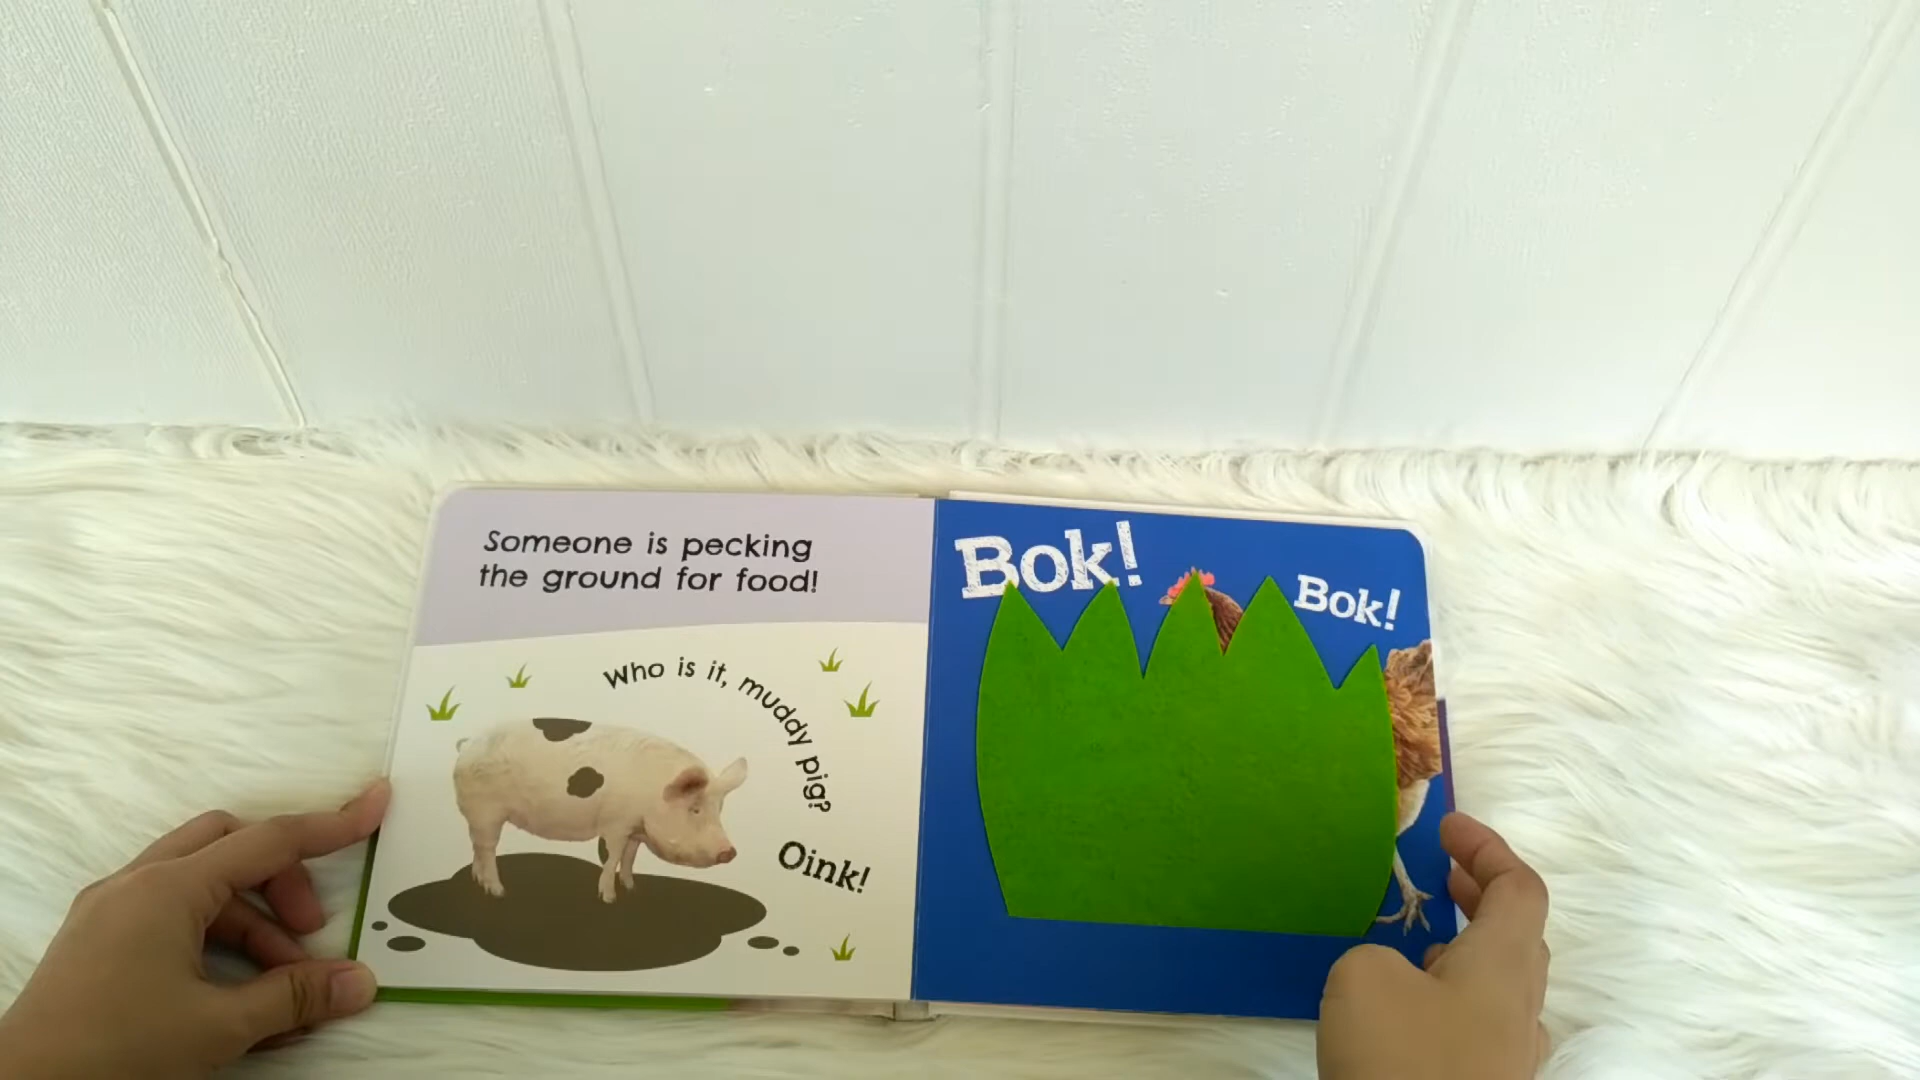 Someone is pecking
the ground for food!
Who is it, muddy pig?
Oink!
Bok!
Bok!